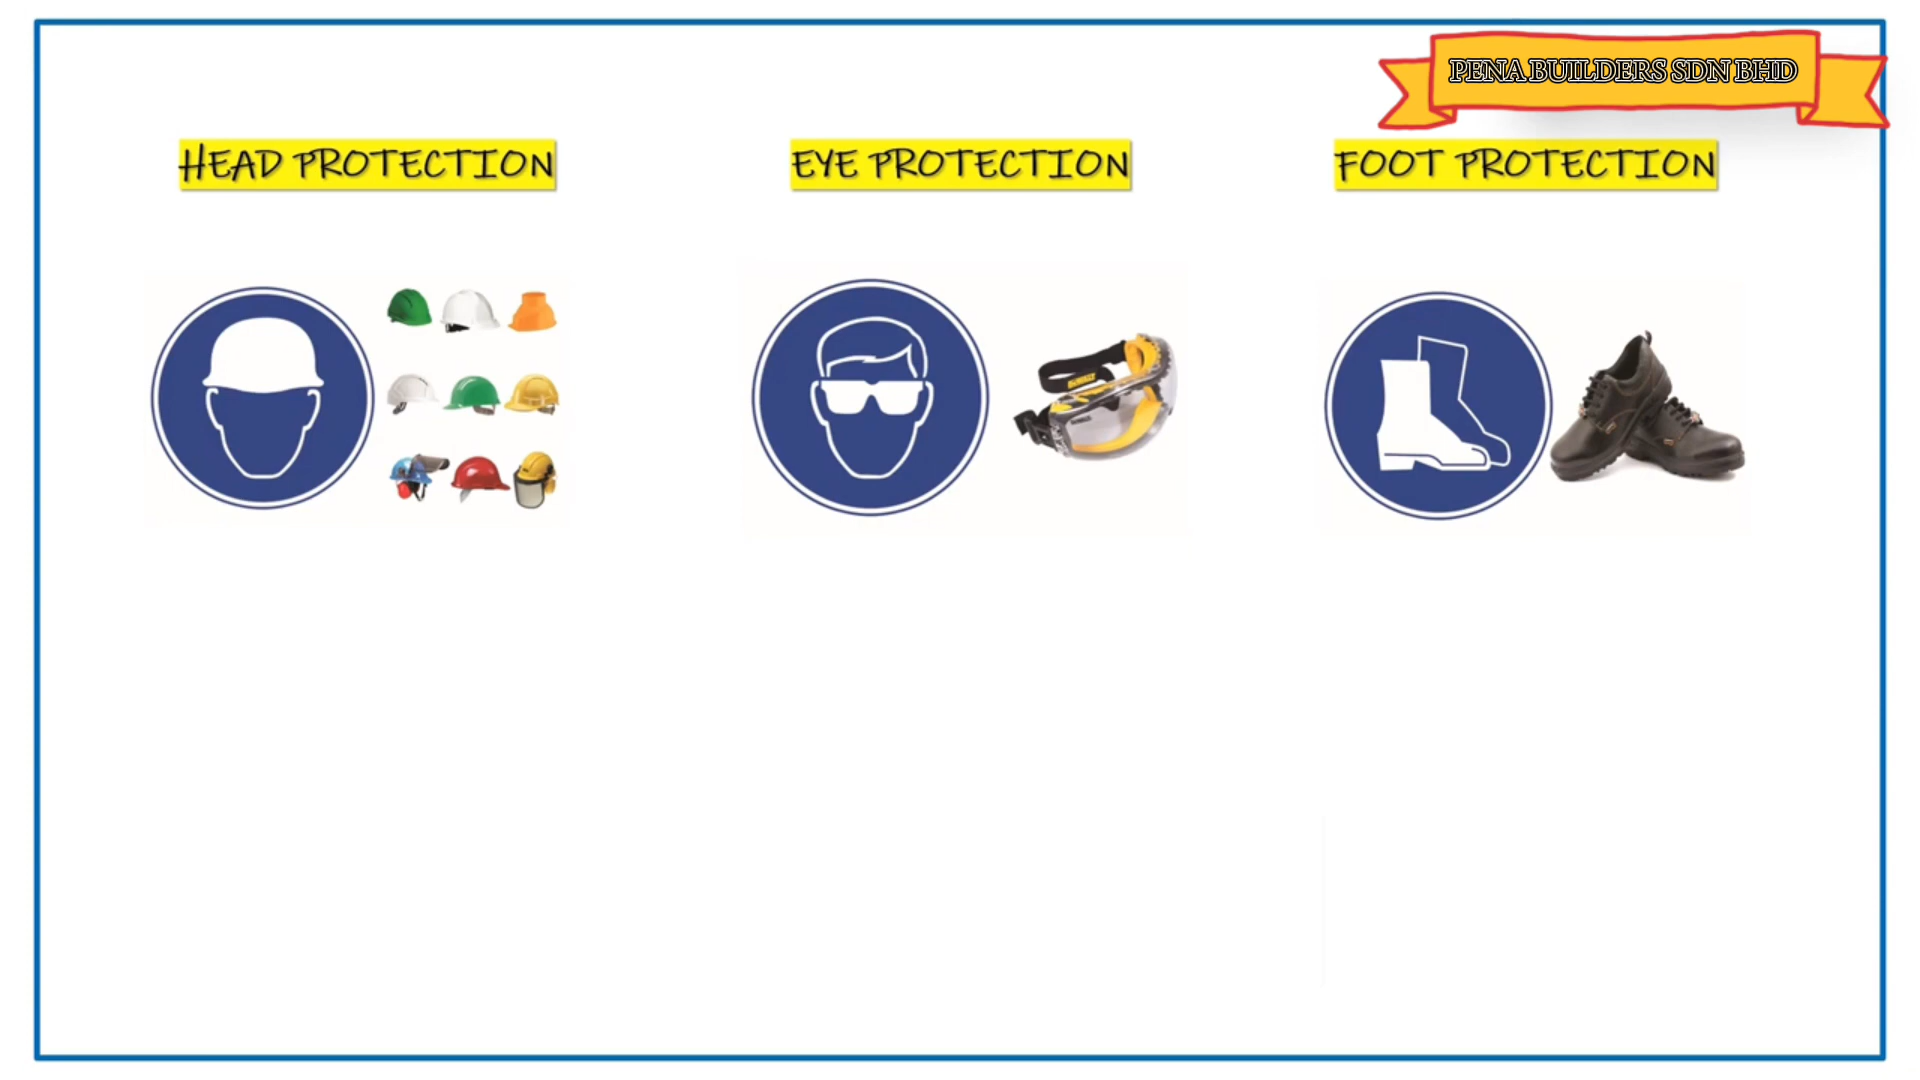 PENA BUILDERS SDN BHD
HEAD PROTECTION
EYE PROTECTION
FOOT PROTECTION